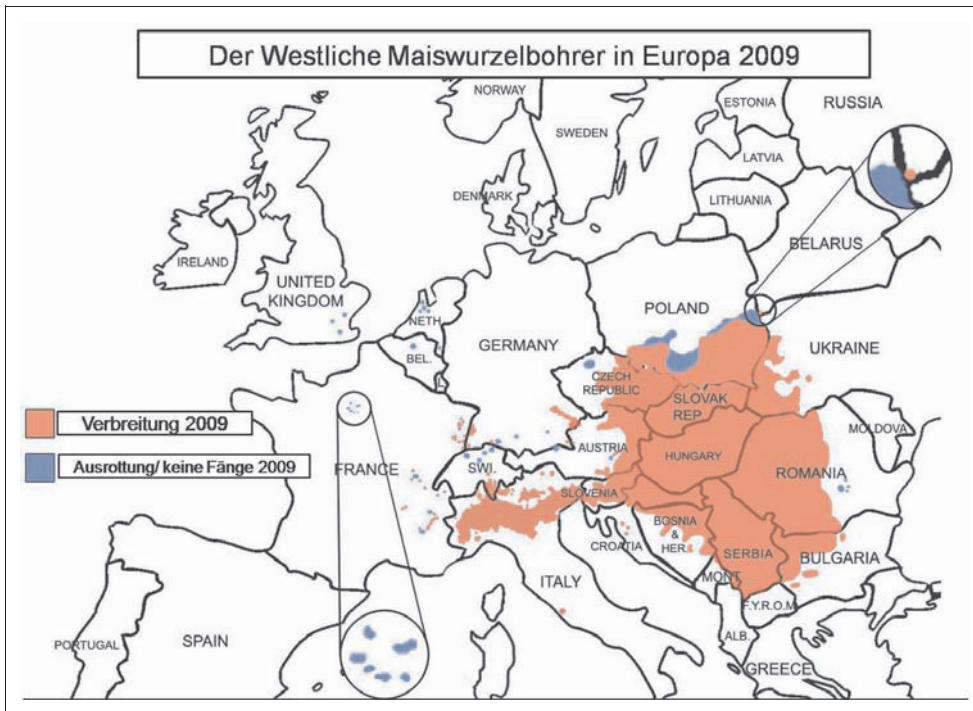 Der Westliche Maiswurzelbohrer in Europa 2009
NORWAY
ESTONIA
RUSSIA
SWEDEN
LATVIA
DENMARK
LITHUANIA
IRELAND
BELARUS
UNITED
KINGDOM
NETH.
POLAND
GERMANY
BEL.
UKRAINE
L
CZECH
REPUBLIC
SLOVAK
REP.
Verbreitung 2009
MOLDOVA
AUSTRIA
Ausrottung/ keine Fänge 2009
FRANCE
SWI.
HUNGARY
ROMANIA
SLOVENIA
BOSNIA
&
HER.
CROATIA
SERBIA
BULGARIA
ITALY
MONT.
F.Y.R.O.M.
PORTUGAL
SPAIN
ALB.
GREECE